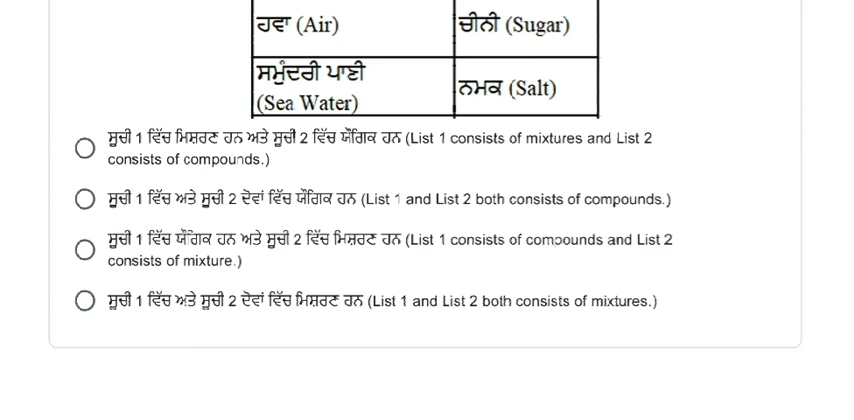 ਹਵਾ (Air) ਚੀਨੀ (Sugar)
ਸਮੁੰਦਰੀ ਪਾਣੀ
(Sea Water) ਨਮਕ (Salt)
ਸੂਚੀ 1 ਵਿੱਚ ਮਿਸ਼ਰਣ ਹਨ ਅਤੇ ਸੂਚੀ 2 ਵਿੱਚ ਯੌਗਿਕ ਹਨ (List 1 consists of mixtures and List 2
consists of compounds.)
ਸੂਚੀ 1 ਵਿੱਚ ਅਤੇ ਸੂਚੀ 2 ਦੋਵਾਂ ਵਿੱਚ ਯੌਗਿਕ ਹਨ (List 1 and List 2 both consists of compounds.)
ਸੂਚੀ 1 ਵਿੱਚ ਯੌਗਿਕ ਹਨ ਅਤੇ ਸੂਚੀ 2 ਵਿੱਚ ਮਿਸ਼ਰਣ ਹਨ (List 1 consists of compounds and List 2
consists of mixture.)
ਸੂਚੀ 1 ਵਿੱਚ ਅਤੇ ਸੂਚੀ 2 ਦੋਵਾਂ ਵਿੱਚ ਮਿਸ਼ਰਣ ਹਨ (List 1 and List 2 both consists of mixtures.)